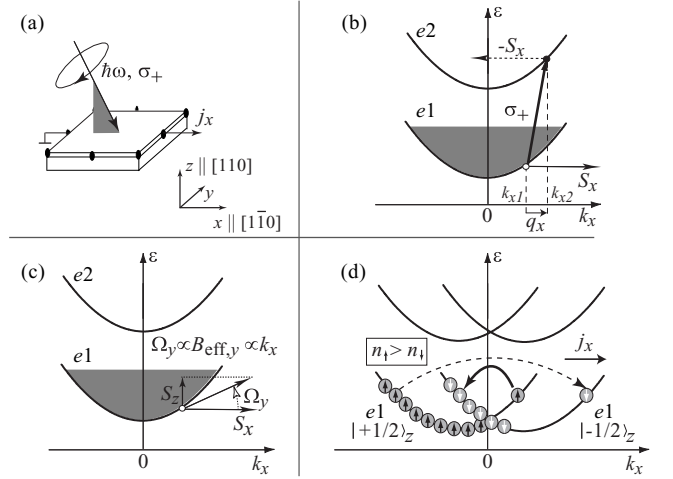 (a)
ħω, σ+
jx
z || [110]
y
x || [11̄0]
(b)
ε
e2
-Sx
e1
σ+
Sx
kx1
kx2
0
qx
kx
(c)
ε
e2
Ωy∝Beff,y∝kx
e1
Sz
Ωy
Sx
0
kx
(d)
ε
n↑> n↓
jx
e1
|+1/2⟩z
e1
|-1/2⟩z
0
kx